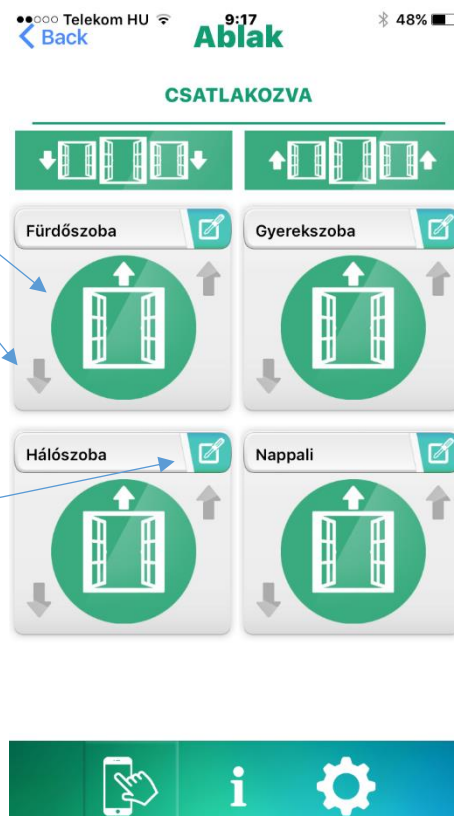 Telekom HU 9:17 48%
Back Ablak
CSATLAKOZVA
Fürdőszoba Gyerekszoba
Hálószoba Nappali
i